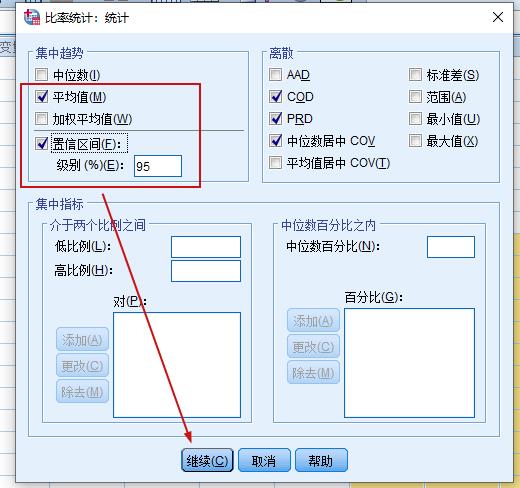 比率统计：统计
变量
集中趋势
中位数(I)
平均值(M)
加权平均值(W)
置信区间(F)：
级别 (%)(E)： 95
离散
AAD
COD
PRD
中位数居中 COV
平均值居中 COV(T)
标准差(S)
范围(A)
最小值(U)
最大值(X)
集中指标
介于两个比例之间
低比例(L)：
高比例(H)：
对(P)：
添加(A)
更改(C)
除去(M)
中位数百分比之内
中位数百分比(N)：
百分比(G)：
添加(A)
更改(C)
除去(M)
继续(C) 取消 帮助